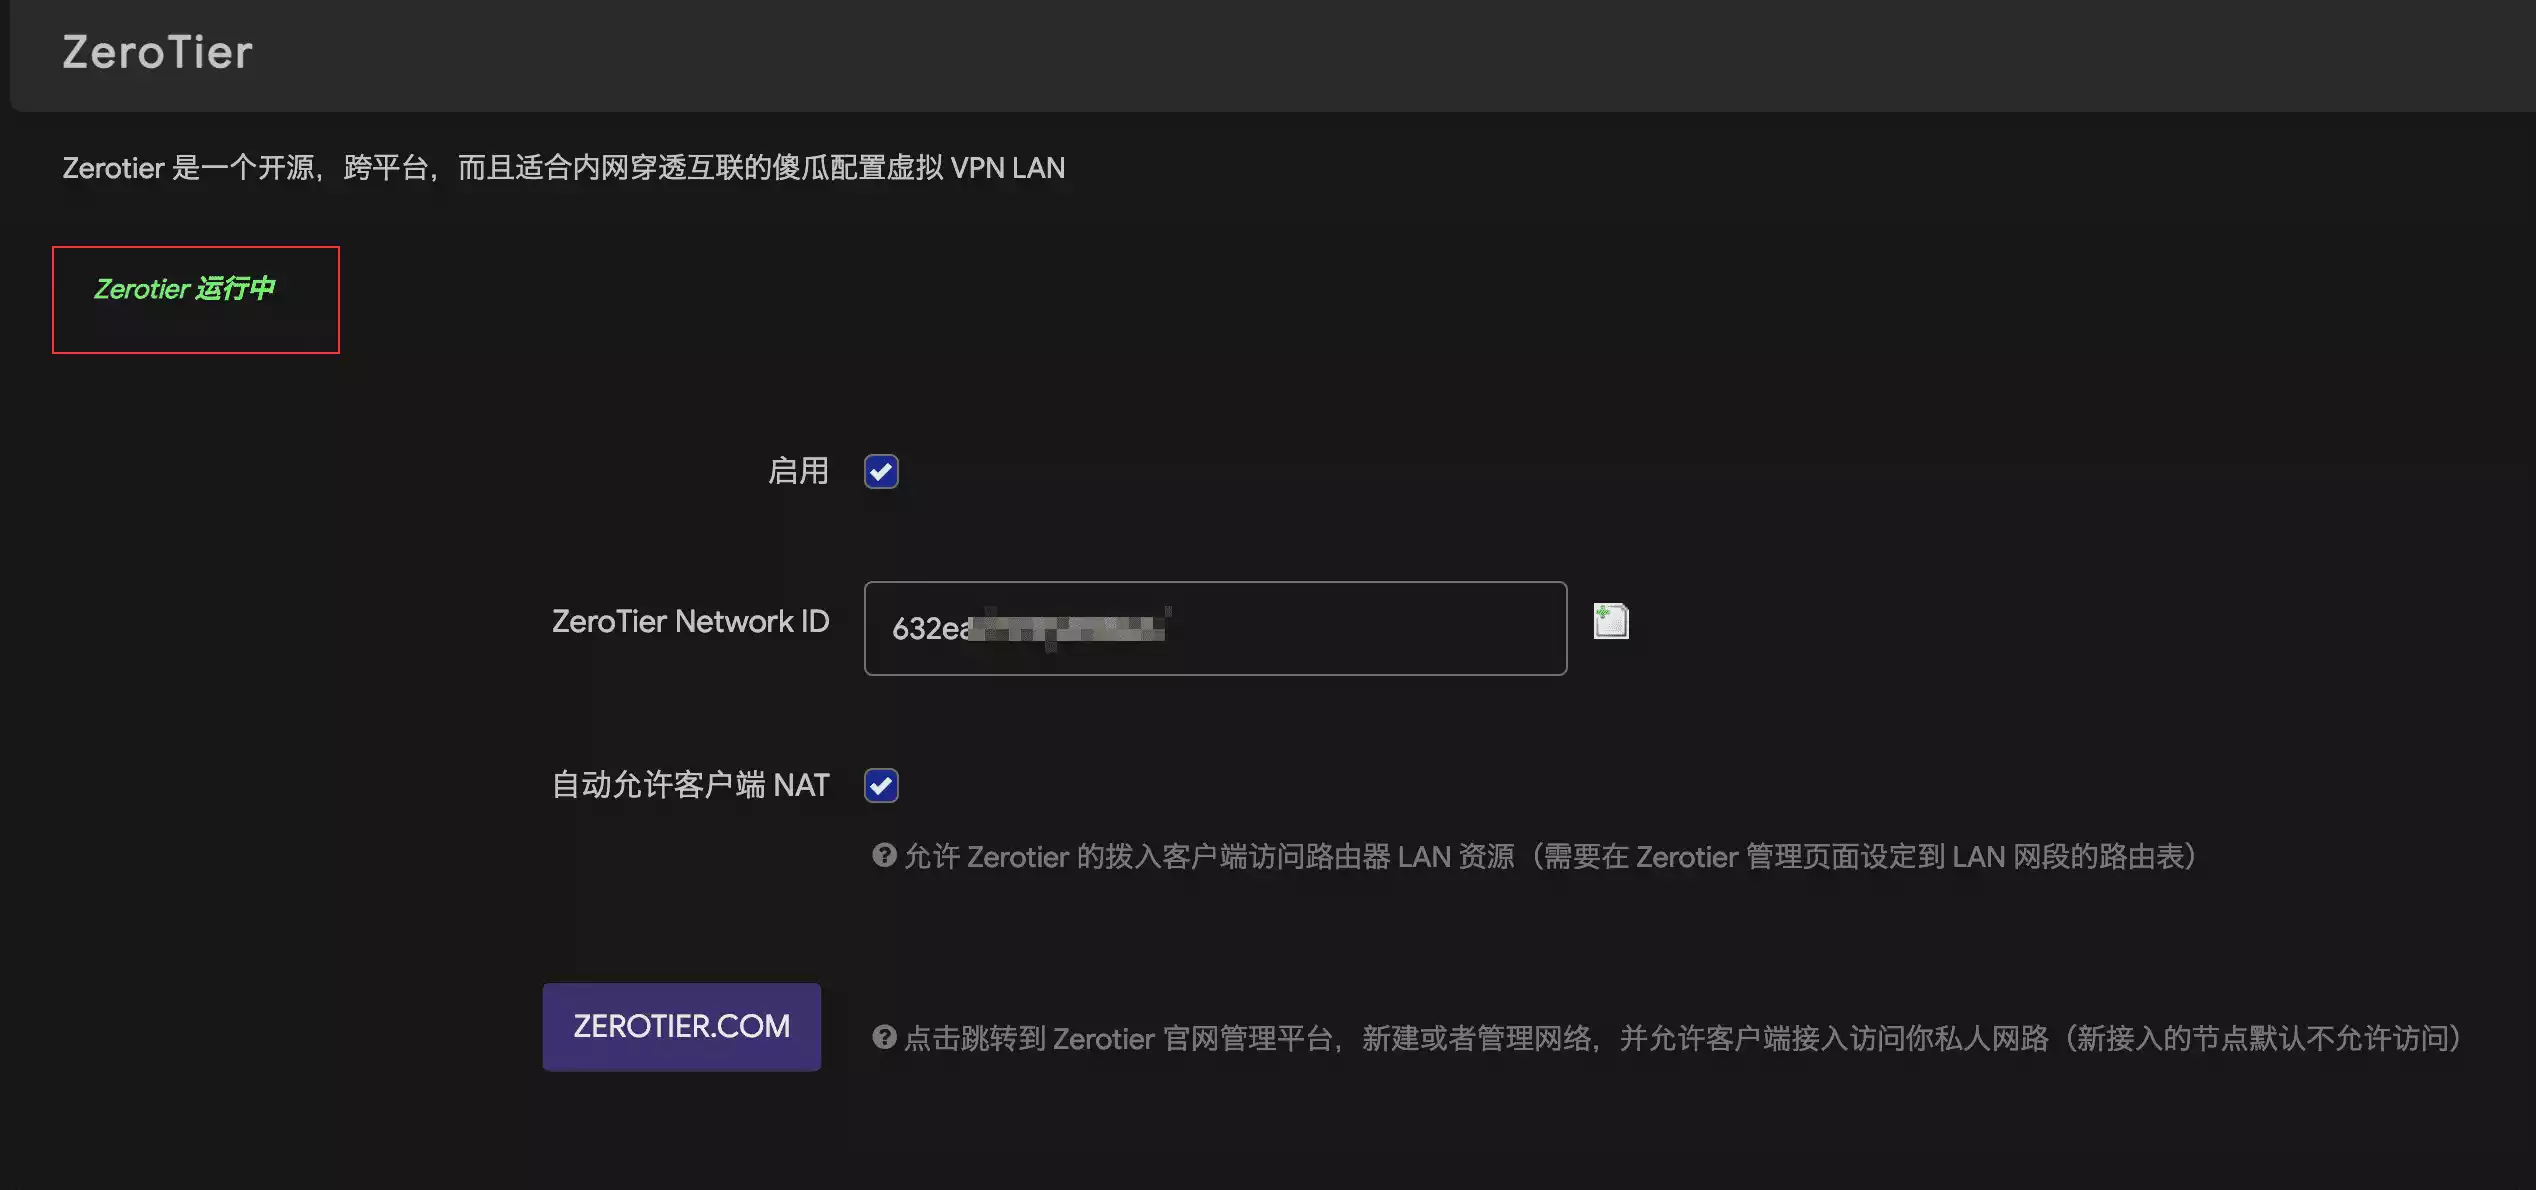 ZeroTier
Zerotier 是一个开源，跨平台，而且适合内网穿透互联的傻瓜配置虚拟 VPN LAN
Zerotier 运行中
启用
ZeroTier Network ID
632ea
自动允许客户端 NAT
允许 Zerotier 的拨入客户端访问路由器 LAN 资源（需要在 Zerotier 管理页面设定到 LAN 网段的路由表）
ZEROTIER.COM
点击跳转到 Zerotier 官网管理平台，新建或者管理网络，并允许客户端接入访问你私人网路（新接入的节点默认不允许访问）